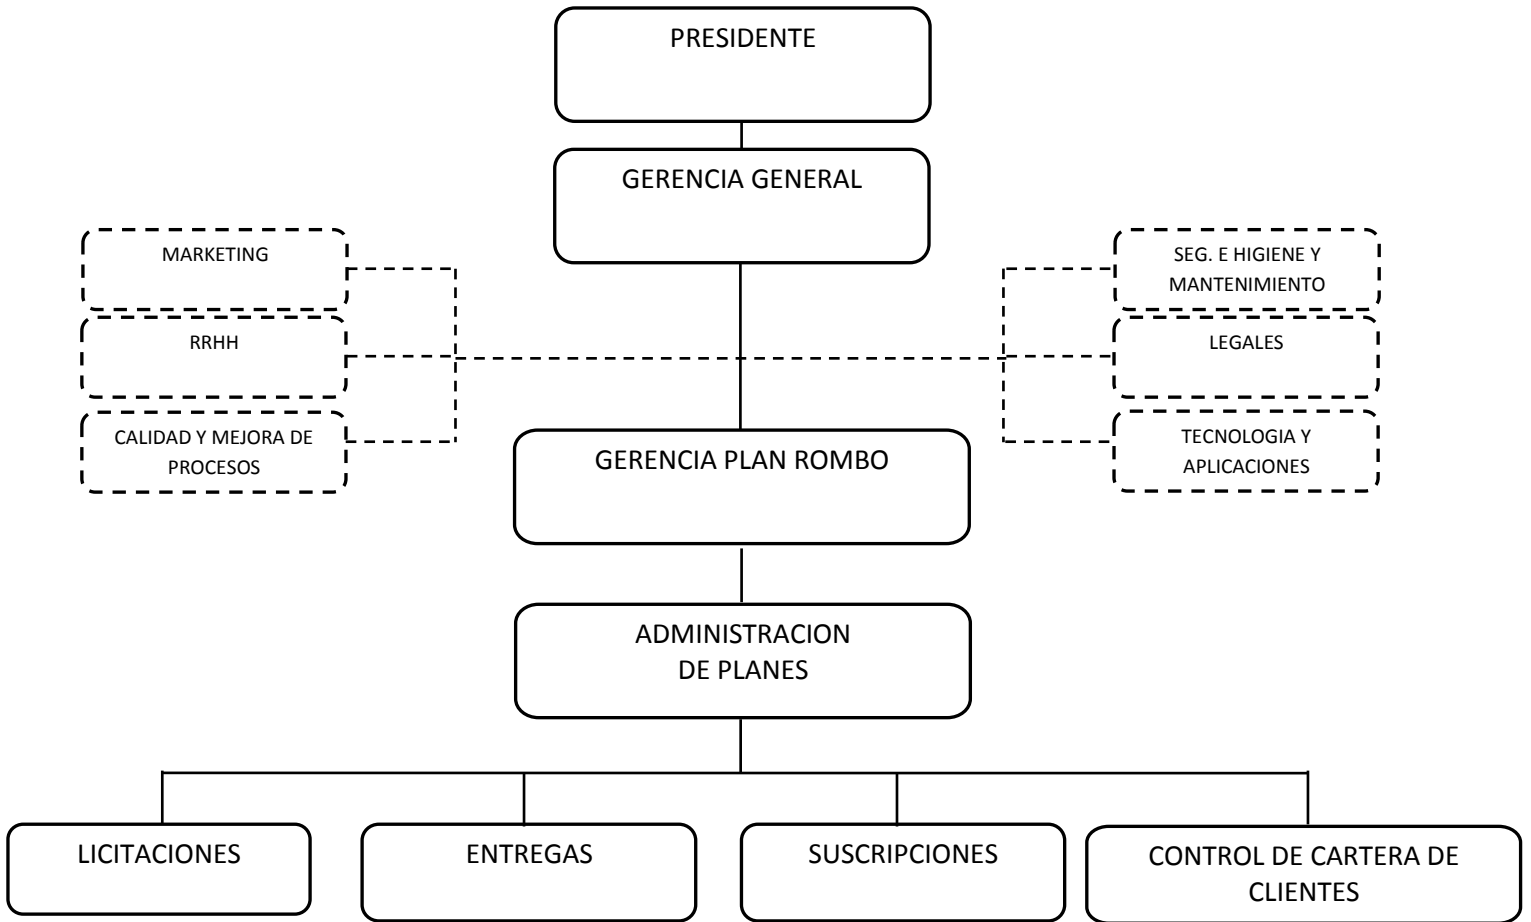 PRESIDENTE
GERENCIA GENERAL
MARKETING
SEG. E HIGIENE Y
MANTENIMIENTO
RRHH
LEGALES
CALIDAD Y MEJORA DE
PROCESOS
GERENCIA PLAN ROMBO
TECNOLOGIA Y
APLICACIONES
ADMINISTRACION
DE PLANES
LICITACIONES
ENTREGAS
SUSCRIPCIONES
CONTROL DE CARTERA DE
CLIENTES